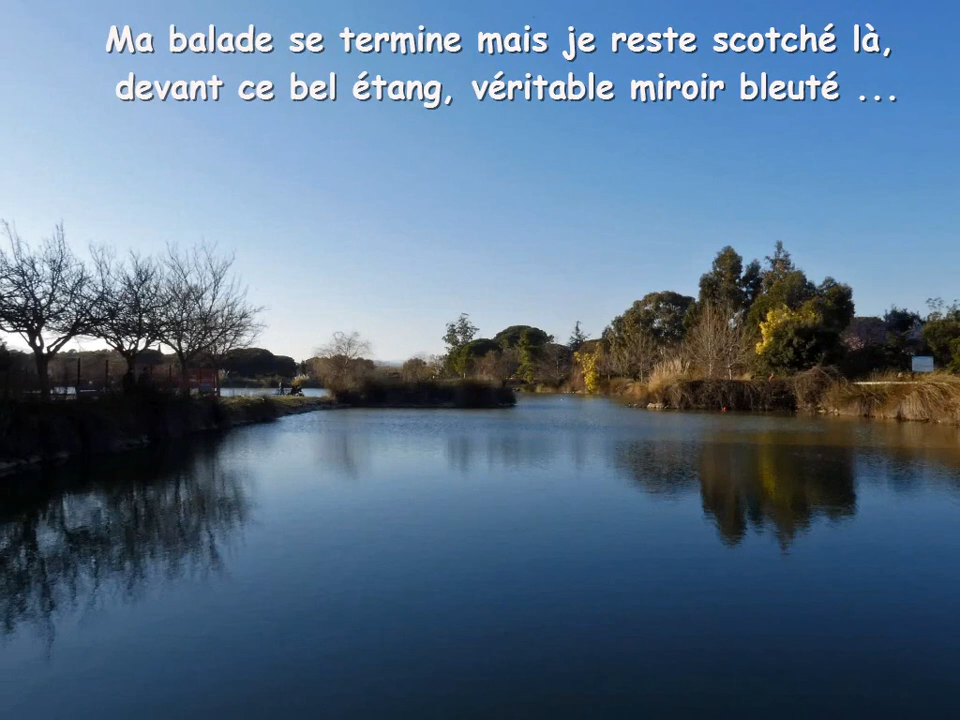 Ma balade se termine mais je reste scotché là,
devant ce bel étang, véritable miroir bleuté ...